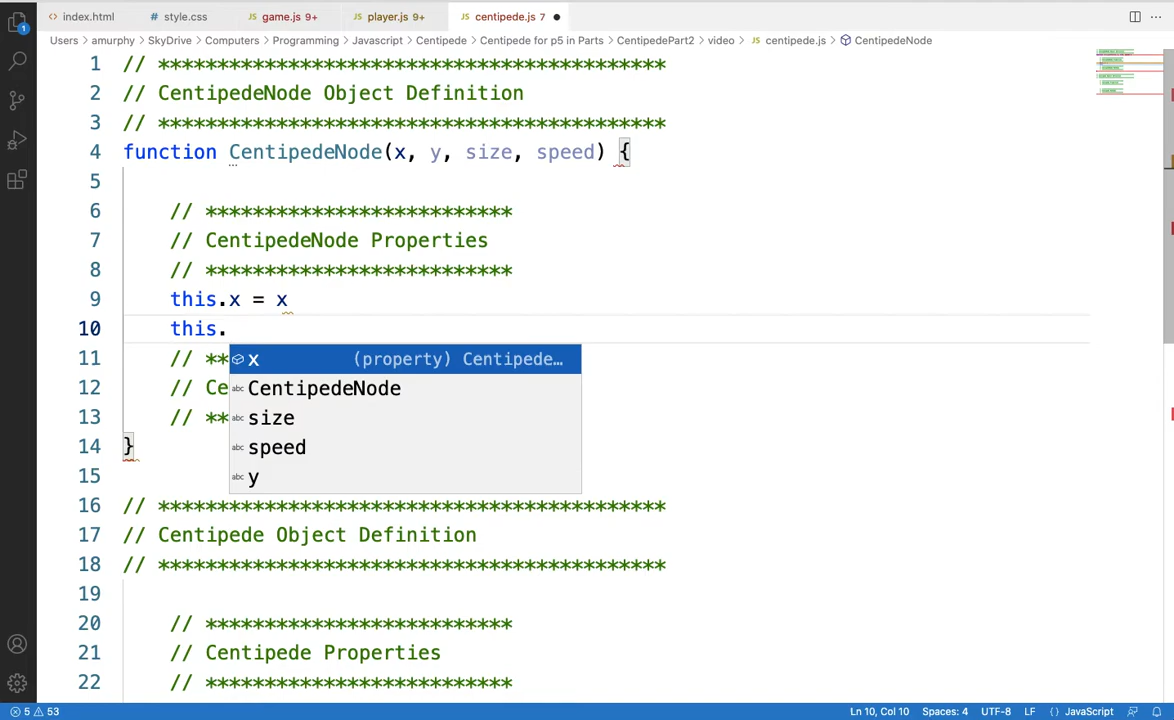 1
index.html
style.css
game.js 9+
player.js 9+
centipede.js 7
Users > amurphy > SkyDrive > Computers > Programming > Javascript > Centipede > Centipede for p5 in Parts > CentipedePart2 > video > centipede.js > CentipedeNode
1 // *******************************************
2 // CentipedeNode Object Definition
3 // *******************************************
4 function CentipedeNode(x, y, size, speed) {
5
6 // **************************
7 // CentipedeNode Properties
8 // **************************
9 this.x = x
10 this.
11 // ** x (property) Centipede…
12 // Ce CentipedeNode
13 // ** size
14 } speed
15 y
16 // *******************************************
17 // Centipede Object Definition
18 // *******************************************
19
20 // **************************
21 // Centipede Properties
22 // **************************
5 53 Ln 10, Col 10 Spaces: 4 UTF-8 LF JavaScript